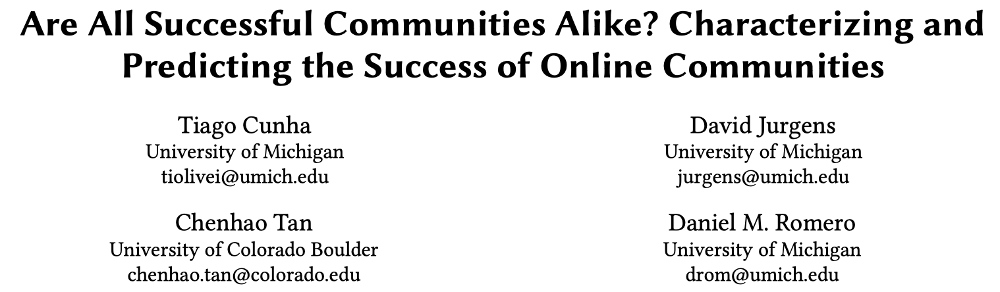 Are All Successful Communities Alike? Characterizing and
Predicting the Success of Online Communities
Tiago Cunha
University of Michigan
tiolivei@umich.edu
David Jurgens
University of Michigan
jurgens@umich.edu
Chenhao Tan
University of Colorado Boulder
chenhao.tan@colorado.edu
Daniel M. Romero
University of Michigan
drom@umich.edu